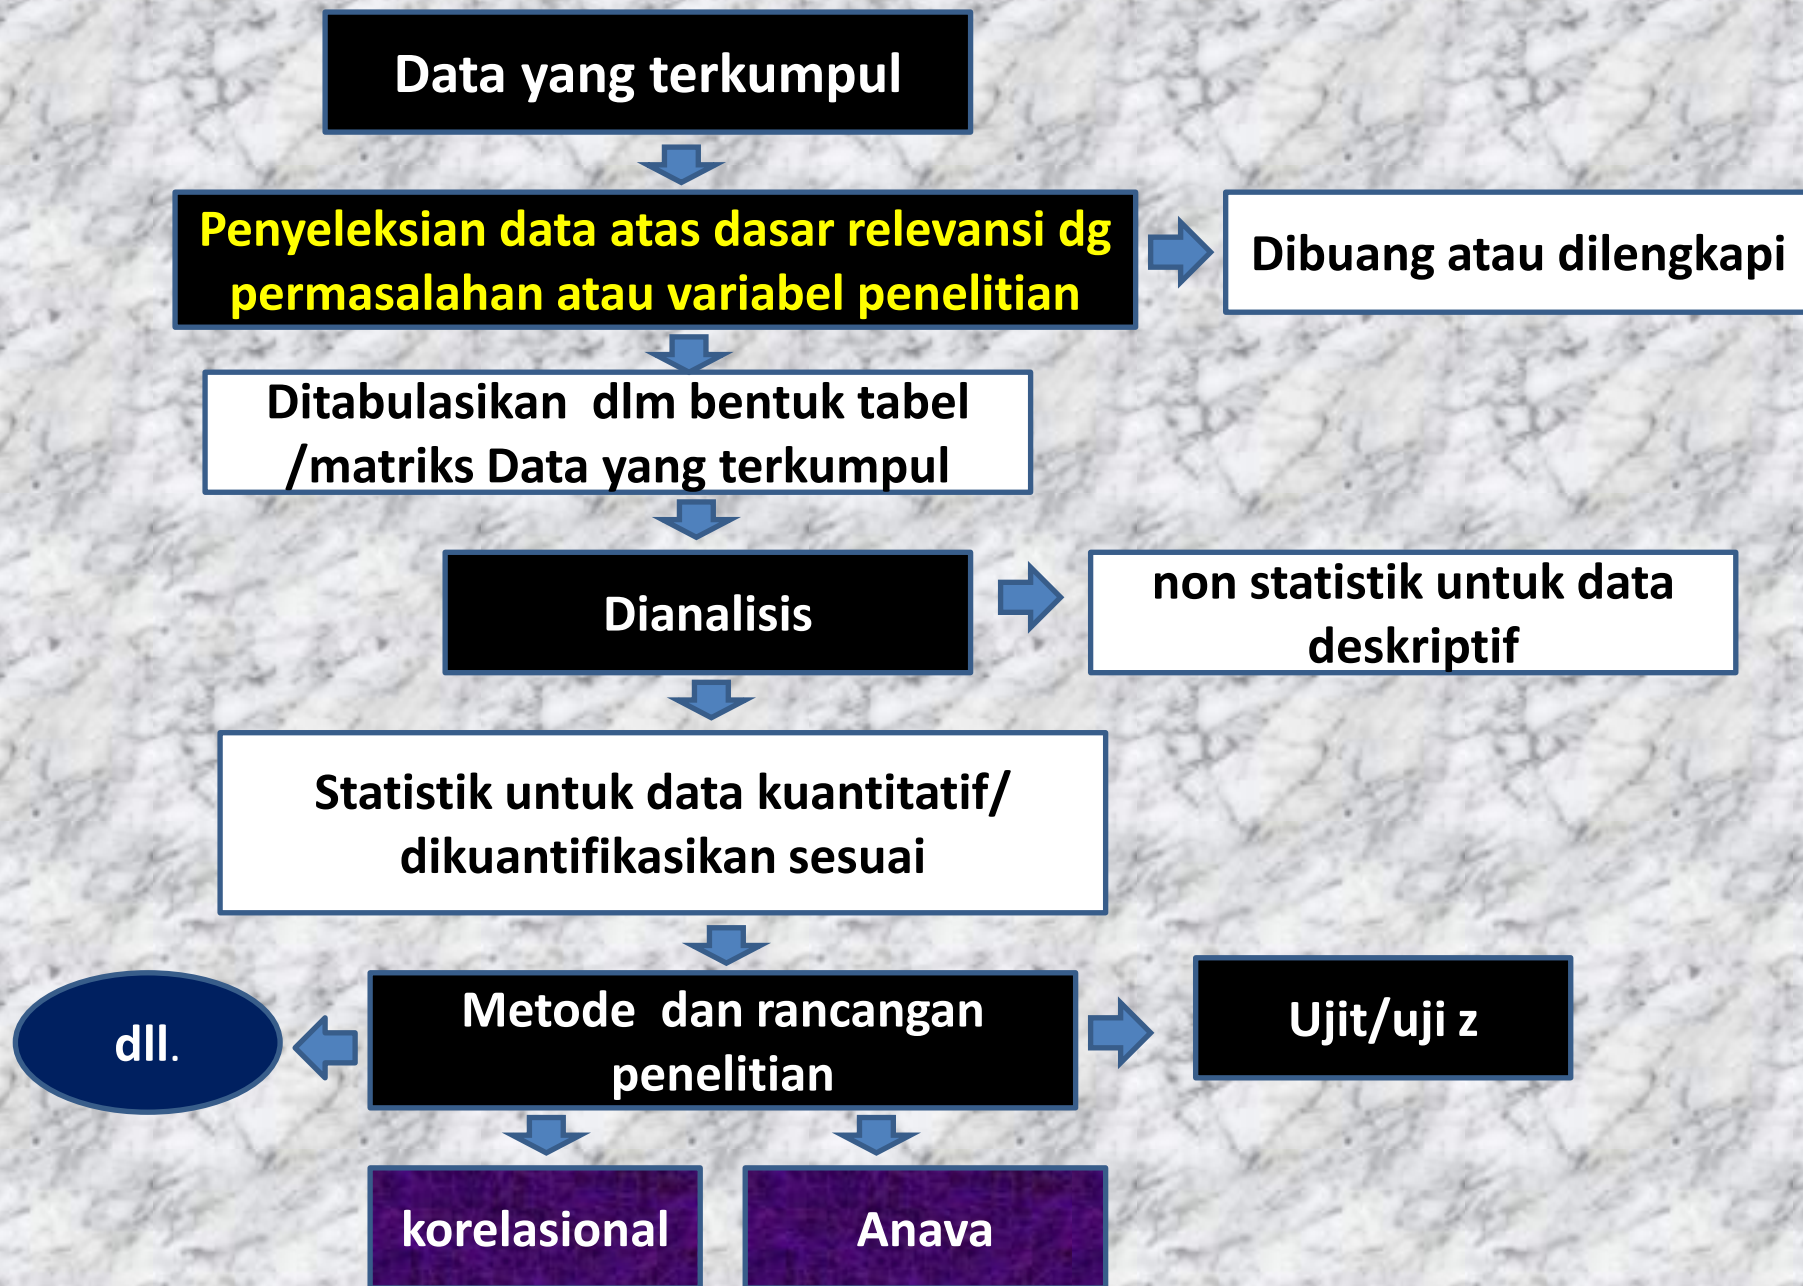 Data yang terkumpul
Penyeleksian data atas dasar relevansi dg
permasalahan atau variabel penelitian
Dibuang atau dilengkapi
Ditabulasikan dlm bentuk tabel
/matriks Data yang terkumpul
Dianalisis
non statistik untuk data
deskriptif
Statistik untuk data kuantitatif/
dikuantifikasikan sesuai
dll.
Metode dan rancangan
penelitian
Ujit/uji z
korelasional
Anava